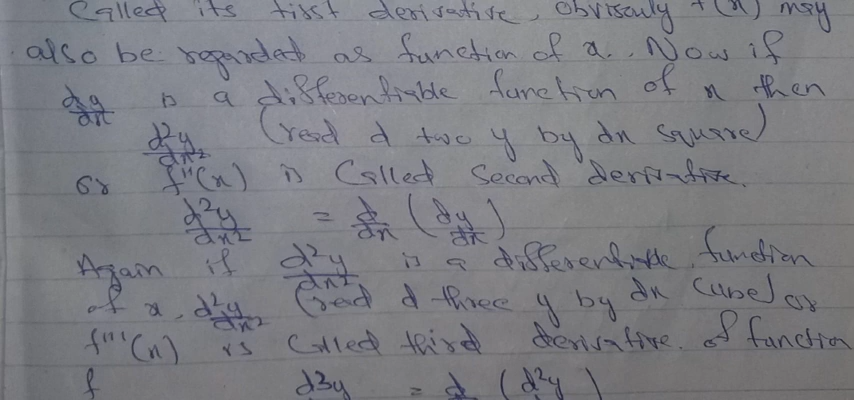 Called its first derivative, obvisouly f(x) may
also be regarded as function of x. Now if
dy/dx is a differentiable function of x then
d²y/dx² (read d two y by dx square)
or f''(x) is Called Second derivative.
d²y/dx² = d/dx (dy/dx)
Again if d²y/dx² is a differentiable function
of x, d²y/dx² (read d three y by dx cube) or
f'''(x) is Called third derivative. of function
f d3y = d (d²y)